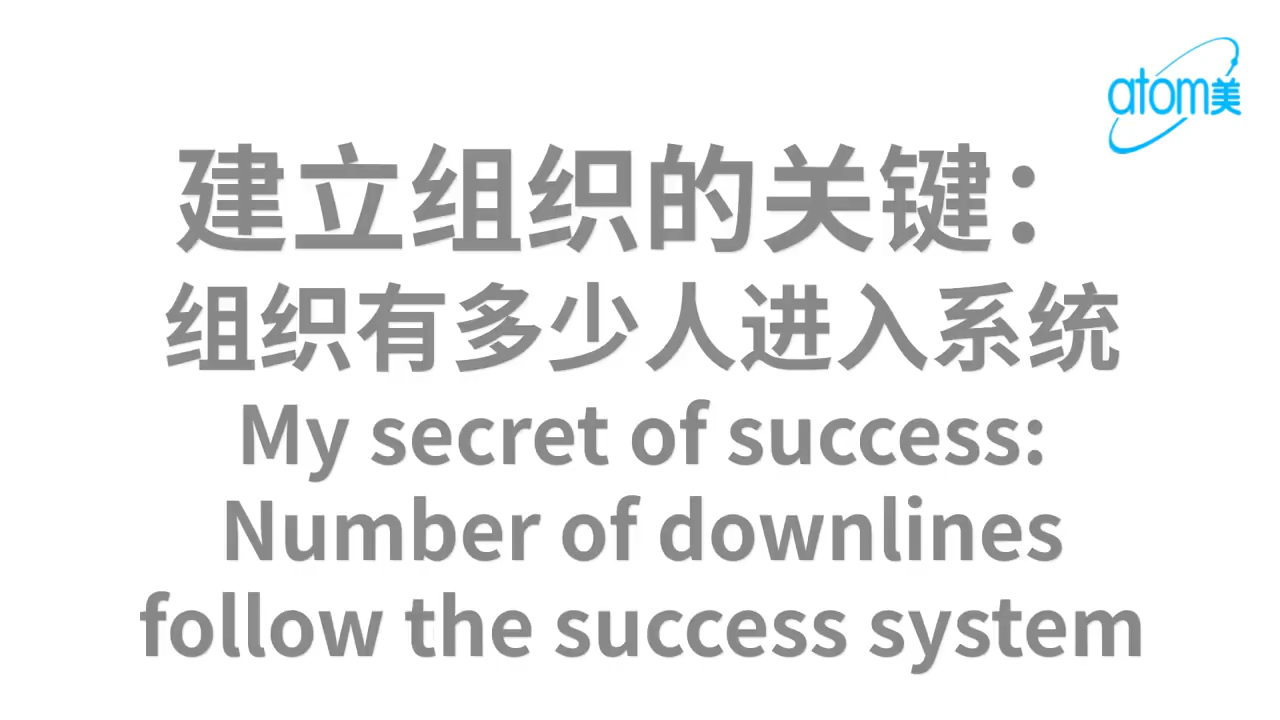 atom美
建立组织的关键：
组织有多少人进入系统
My secret of success:
Number of downlines
follow the success system